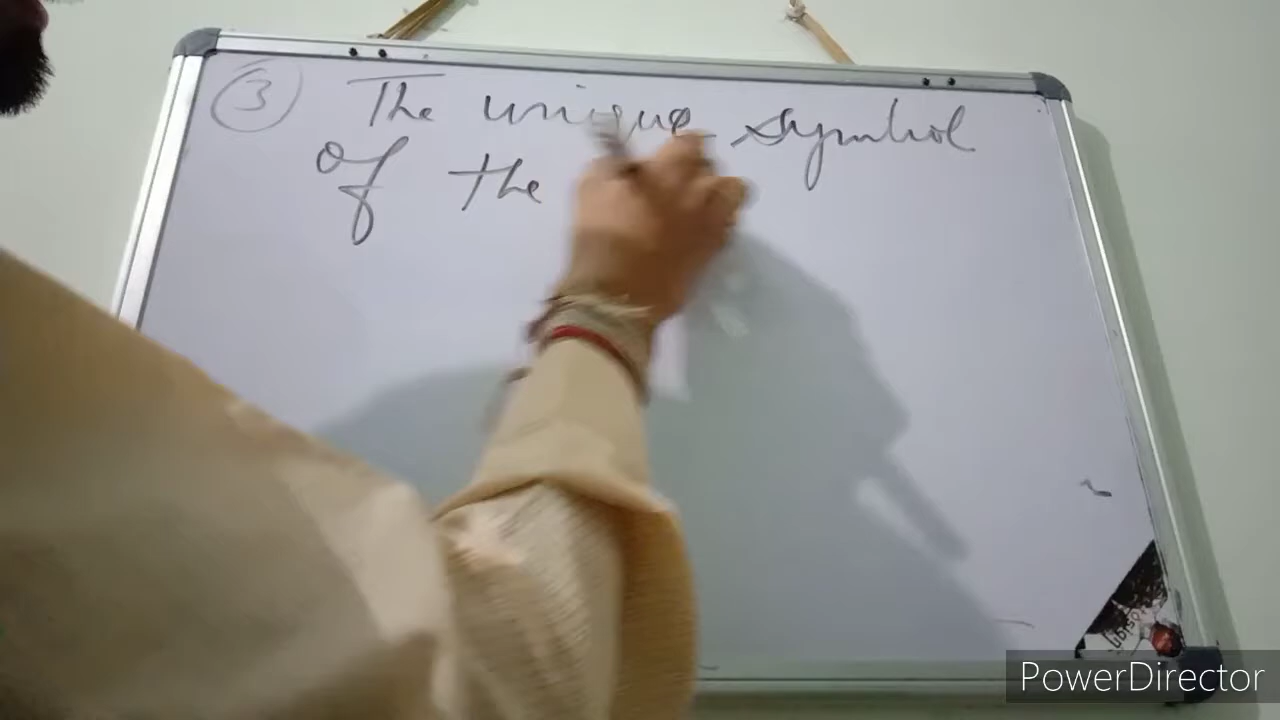 ③ The unique symbol
of the
PowerDirector